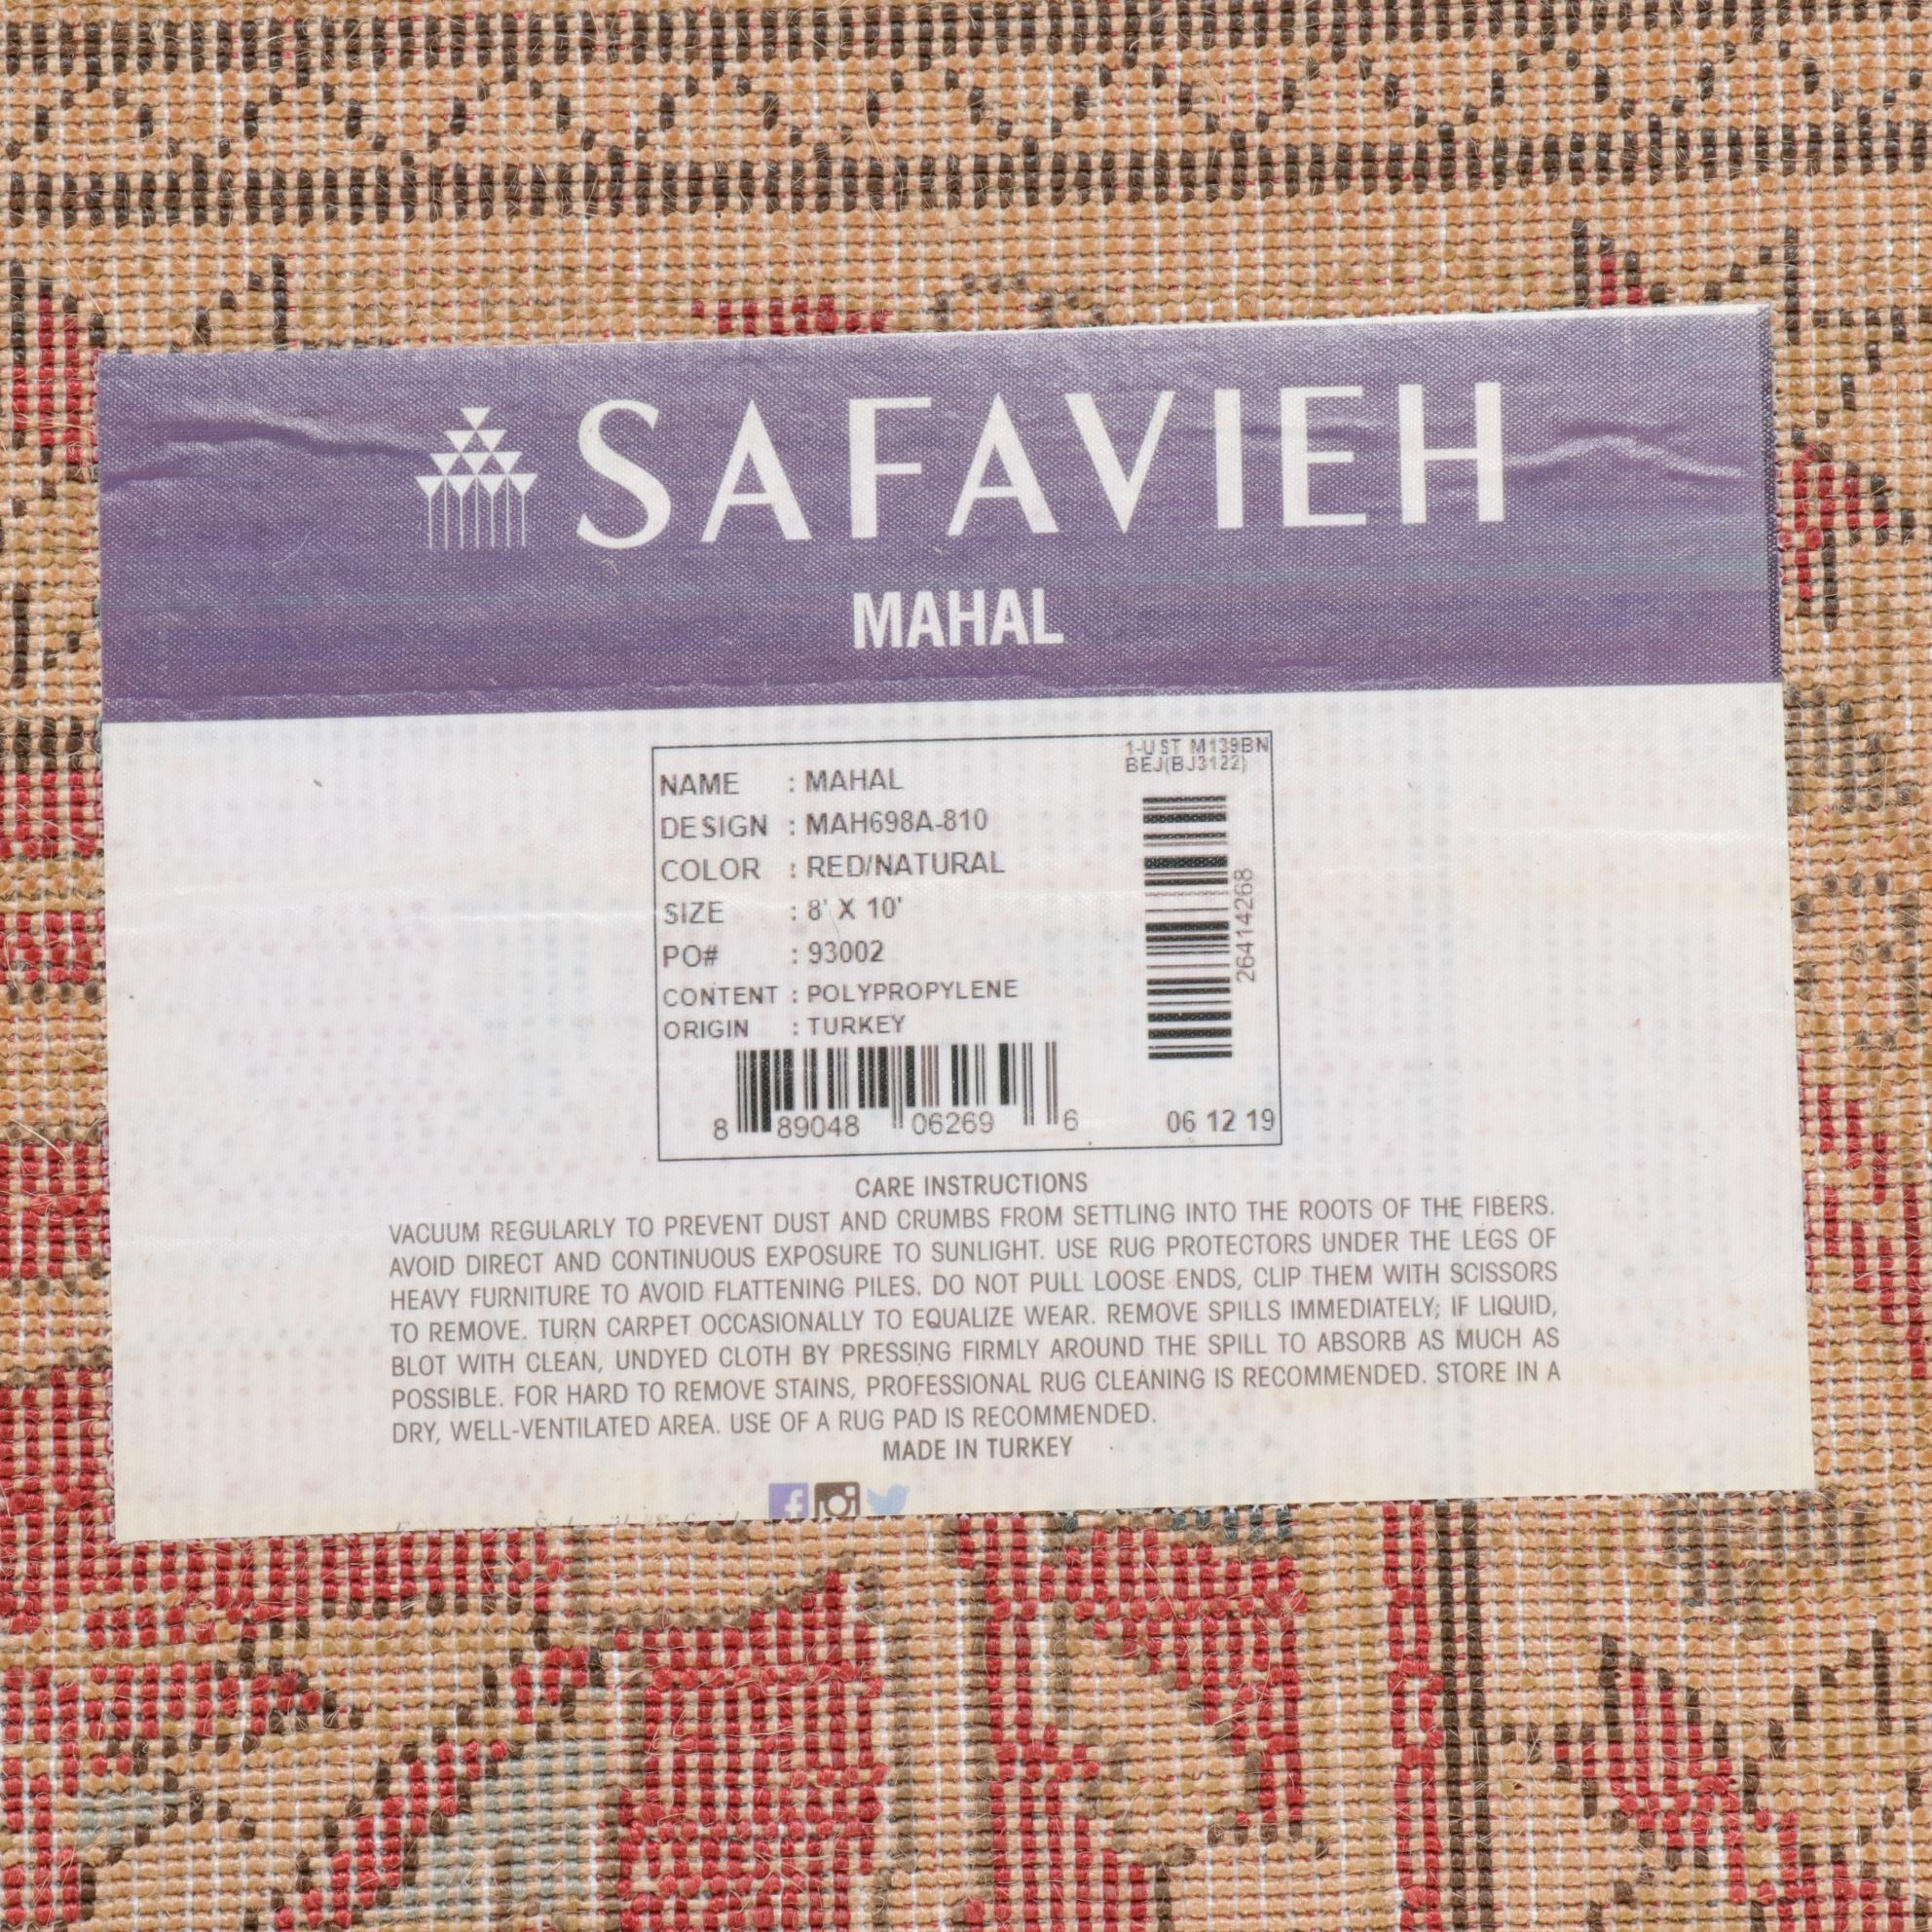 SAFAVIEH
MAHAL
1-UST M139BN
BEJ(BJ3122)
NAME : MAHAL
DESIGN : MAH698A-810
COLOR : RED/NATURAL
SIZE : 8' X 10'
PO# : 93002
CONTENT : POLYPROPYLENE
ORIGIN : TURKEY
26414268
8 89048 06269 6
06 12 19
CARE INSTRUCTIONS
VACUUM REGULARLY TO PREVENT DUST AND CRUMBS FROM SETTLING INTO THE ROOTS OF THE FIBERS.
AVOID DIRECT AND CONTINUOUS EXPOSURE TO SUNLIGHT. USE RUG PROTECTORS UNDER THE LEGS OF
HEAVY FURNITURE TO AVOID FLATTENING PILES. DO NOT PULL LOOSE ENDS, CLIP THEM WITH SCISSORS
TO REMOVE. TURN CARPET OCCASIONALLY TO EQUALIZE WEAR. REMOVE SPILLS IMMEDIATELY; IF LIQUID,
BLOT WITH CLEAN, UNDYED CLOTH BY PRESSING FIRMLY AROUND THE SPILL TO ABSORB AS MUCH AS
POSSIBLE. FOR HARD TO REMOVE STAINS, PROFESSIONAL RUG CLEANING IS RECOMMENDED. STORE IN A
DRY, WELL-VENTILATED AREA. USE OF A RUG PAD IS RECOMMENDED.
MADE IN TURKEY